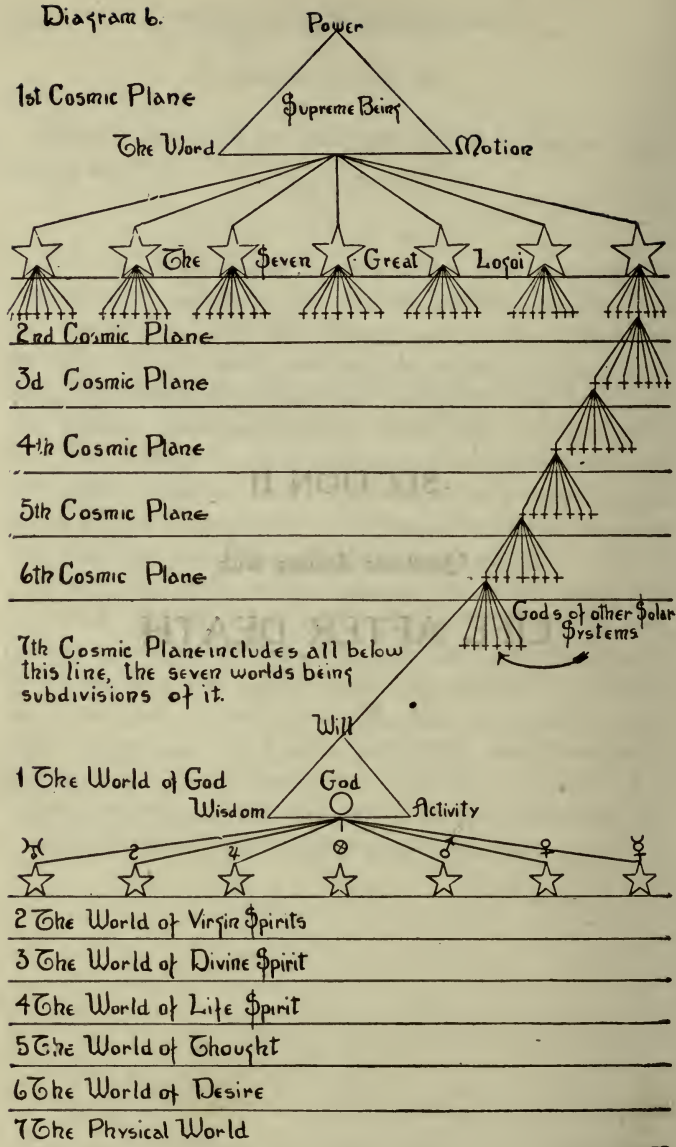 Diagram 6.
Power
1st Cosmic Plane
Supreme Being
The Word
Motion
The Seven Great Logoi
2nd Cosmic Plane
3d Cosmic Plane
4th Cosmic Plane
5th Cosmic Plane
6th Cosmic Plane
Gods of other Solar
Systems
7th Cosmic Plane includes all below
this line, the seven worlds being
subdivisions of it.
Will
1 The World of God
God
Wisdom
Activity
♃ ⊗ ♂ ♀ ☿
2 The World of Virgin Spirits
3 The World of Divine Spirit
4 The World of Life Spirit
5 The World of Thought
6 The World of Desire
7 The Physical World